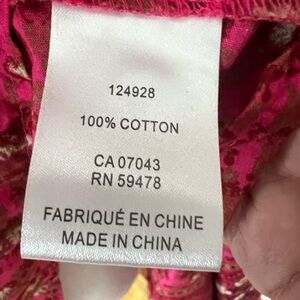 124928
100% COTTON
CA 07043
RN 59478
FABRIQUÉ EN CHINE
MADE IN CHINA